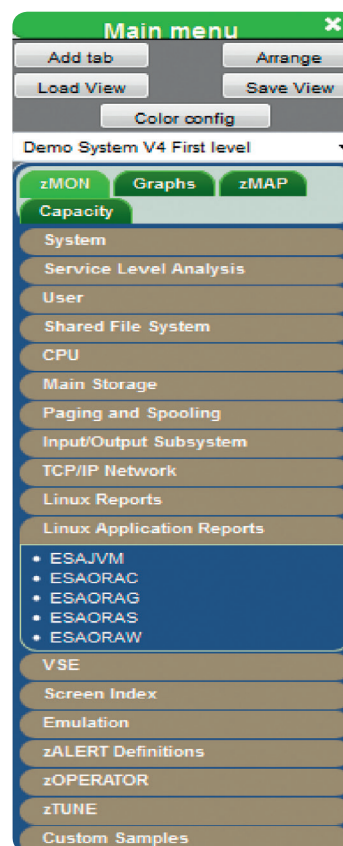 Main menu ×
Add tab Arrange
Load View Save View
Color config
Demo System V4 First level
zMON Graphs zMAP
Capacity
System
Service Level Analysis
User
Shared File System
CPU
Main Storage
Paging and Spooling
Input/Output Subsystem
TCP/IP Network
Linux Reports
Linux Application Reports
• ESAJVM
• ESAORAC
• ESAORAG
• ESAORAS
• ESAORAW
VSE
Screen Index
Emulation
zALERT Definitions
zOPERATOR
zTUNE
Custom Samples